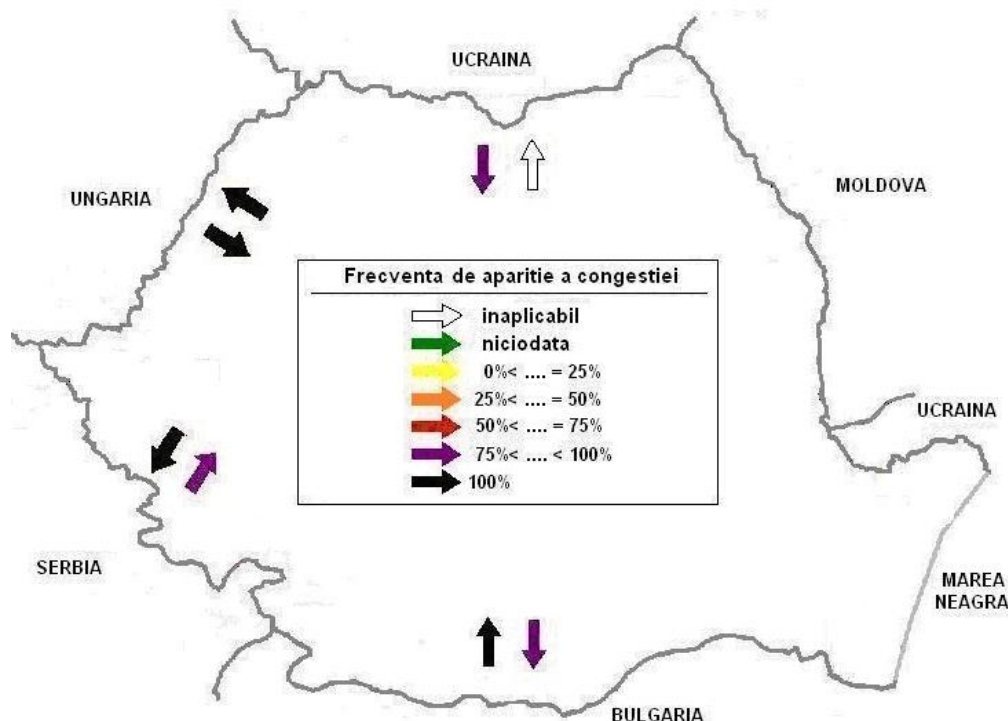 UCRAINA
UNGARIA
MOLDOVA
Frecventa de aparitie a congestiei
inaplicabil
niciodata
0%< .... = 25%
25%< .... = 50%
50%< .... = 75%
75%< .... < 100%
100%
UCRAINA
SERBIA
MAREA
NEAGRA
BULGARIA